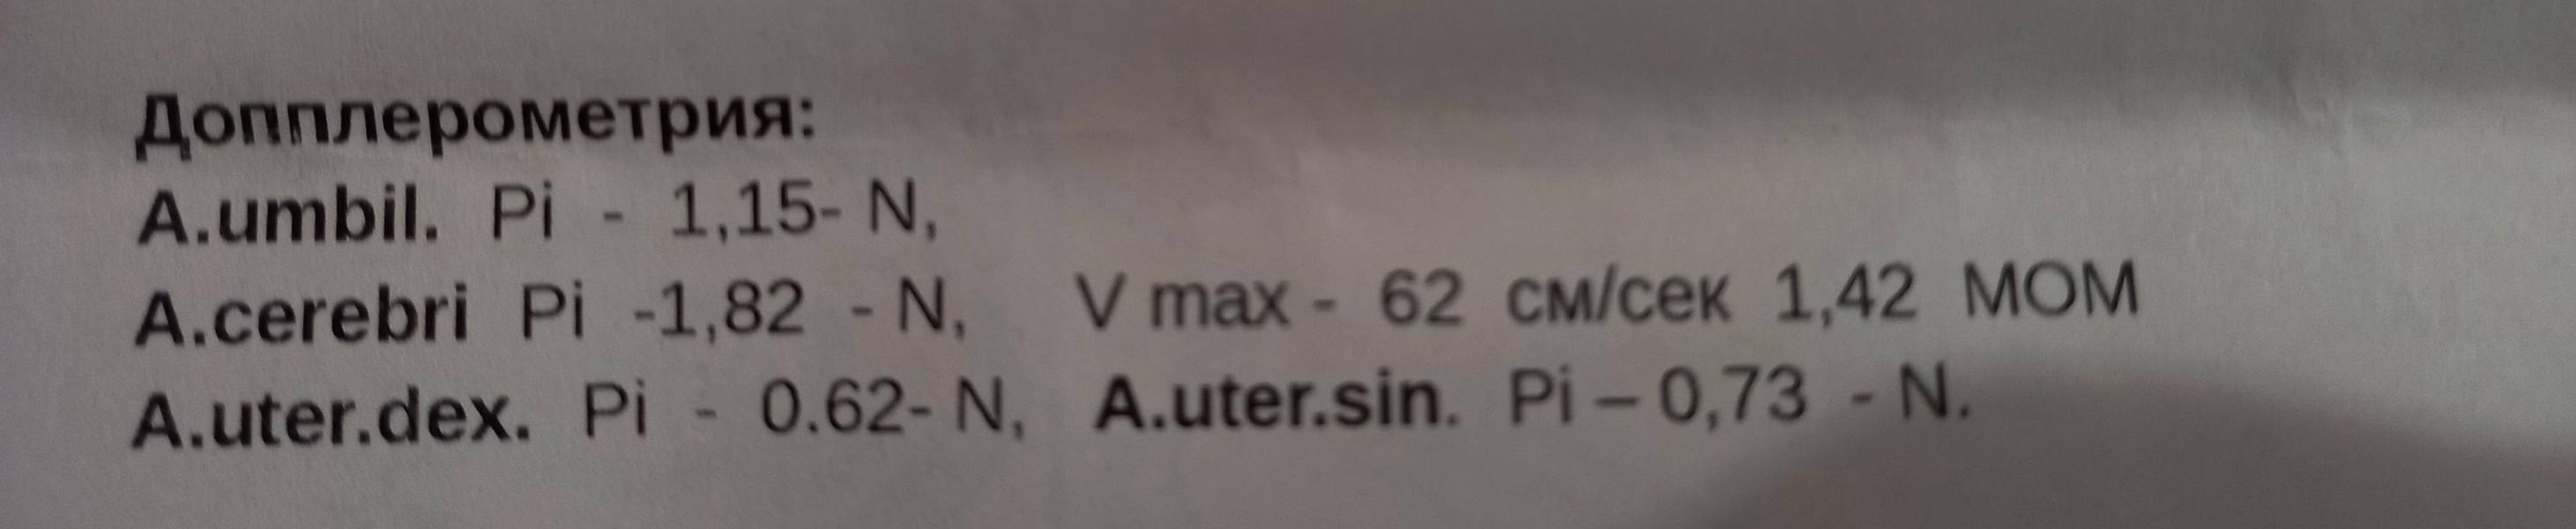 Допплерометрия:
A.umbil. Pi - 1,15- N,
A.cerebri Pi -1,82 - N, V max - 62 см/сек 1,42 МОМ
A.uter.dex. Pi - 0.62- N, A.uter.sin. Pi – 0,73 - N.